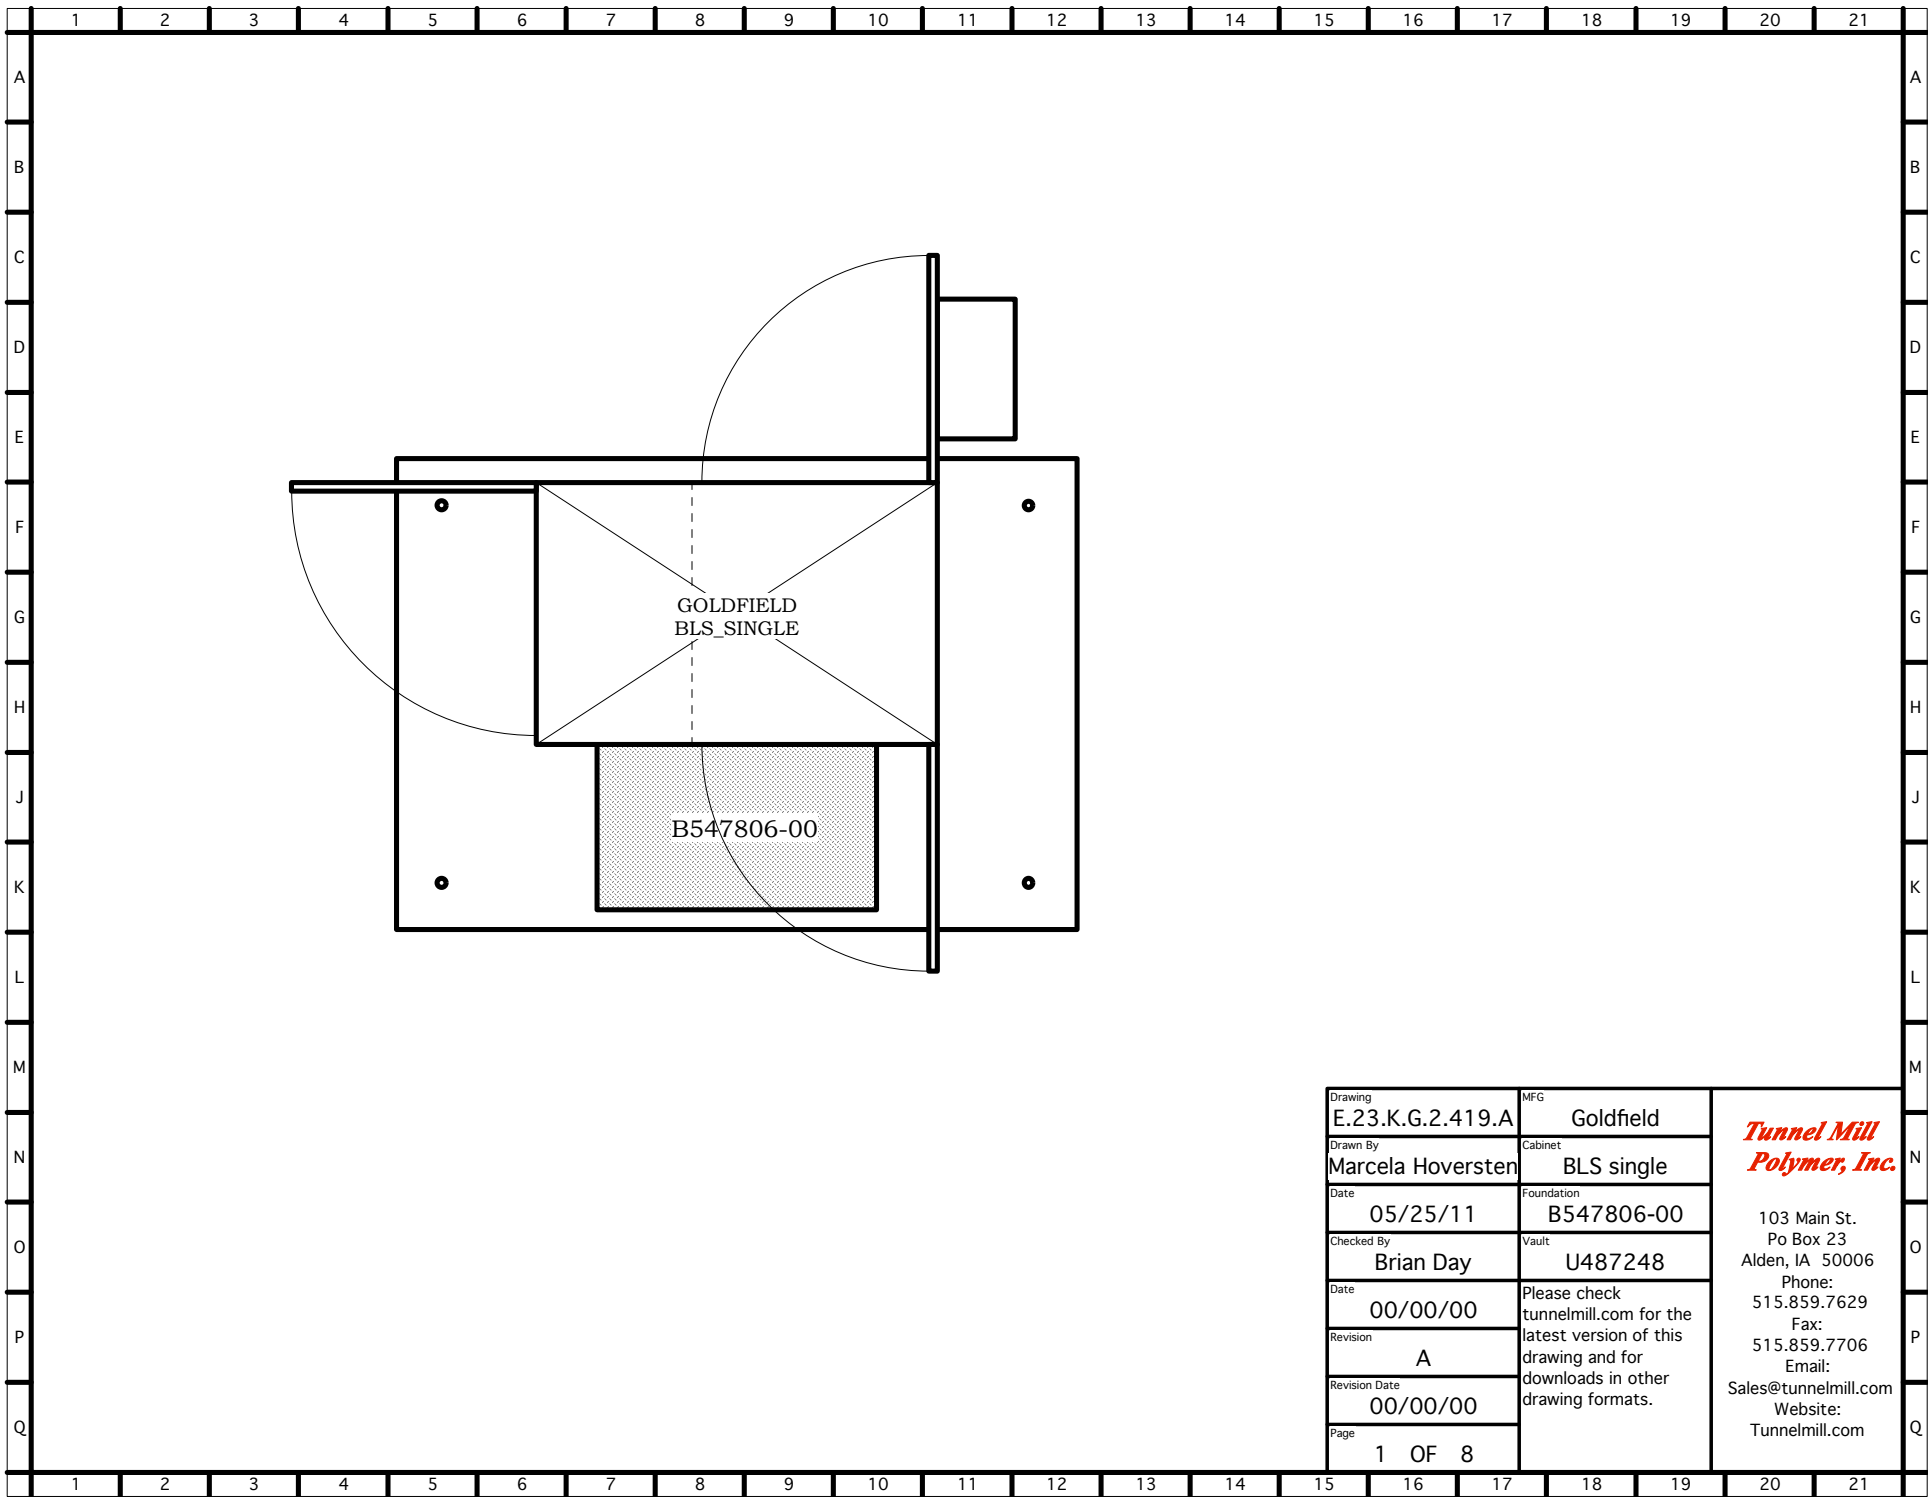 1 2 3 4 5 6 7 8 9 10 11 12 13 14 15 16 17 18 19 20 21
A A
B B
C C
D D
E E
F F
G G
H H
J J
K K
L L
M M
N N
O O
P P
Q Q
GOLDFIELD
BLS_SINGLE
B547806-00
Drawing
E.23.K.G.2.419.A
MFG
Goldfield
Drawn By
Marcela Hoversten
Cabinet
BLS single
Date
05/25/11
Foundation
B547806-00
Checked By
Brian Day
Vault
U487248
Date
00/00/00
Revision
A
Revision Date
00/00/00
Page
1 OF 8
Please check
tunnelmill.com for the
latest version of this
drawing and for
downloads in other
drawing formats.
Tunnel Mill
Polymer, Inc.
103 Main St.
Po Box 23
Alden, IA 50006
Phone:
515.859.7629
Fax:
515.859.7706
Email:
Sales@tunnelmill.com
Website:
Tunnelmill.com
1 2 3 4 5 6 7 8 9 10 11 12 13 14 15 16 17 18 19 20 21